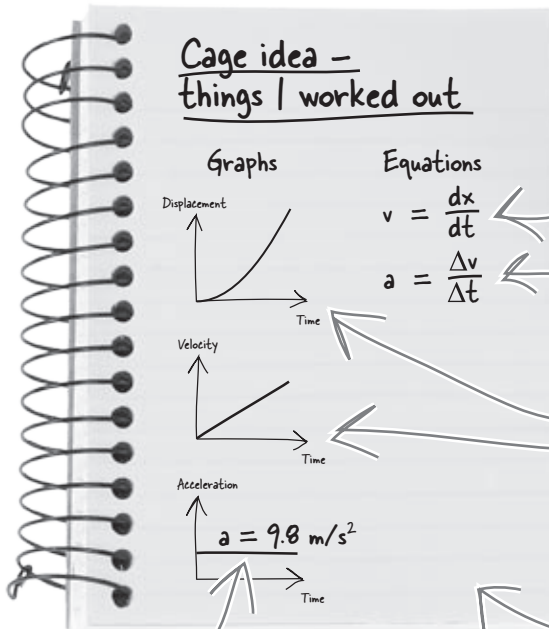 Cage idea –
things I worked out
Graphs
Equations
Displacement
Time
v = dx/dt
a = Δv/Δt
Velocity
Time
Acceleration
a = 9.8 m/s²
Time